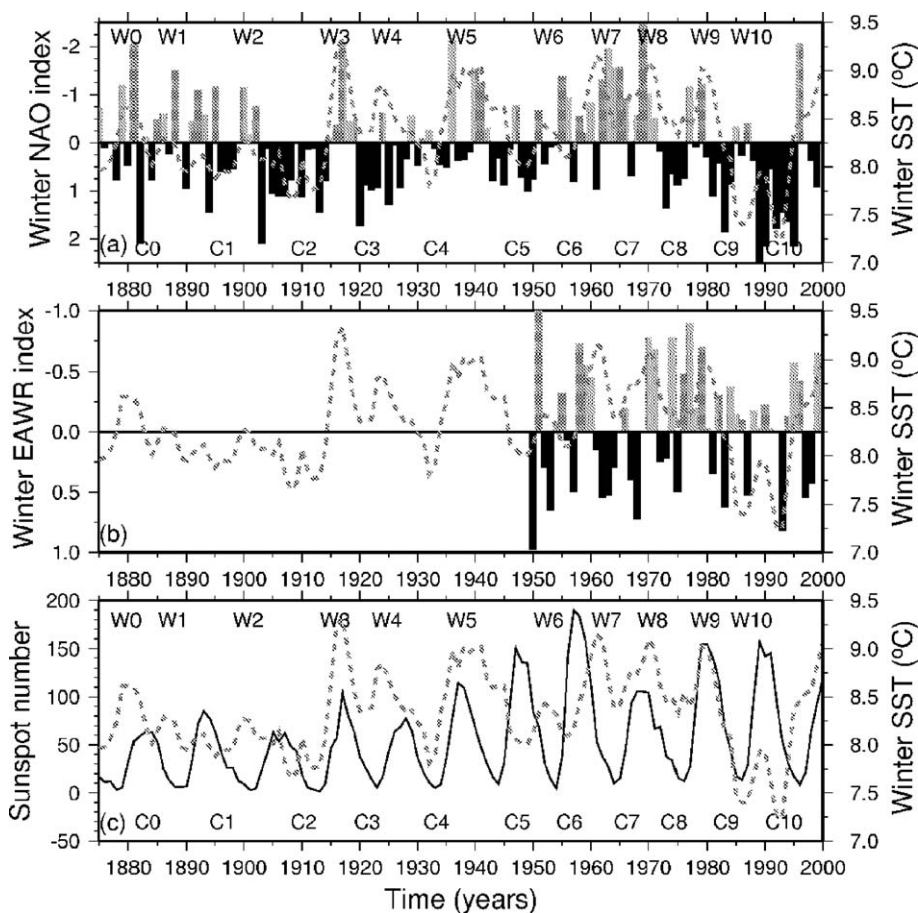 W0 W1 W2 W3 W4 W5 W6 W7 W8 W9 W10
-2
-1
0
1
2
Winter NAO index
9.5
9.0
8.5
8.0
7.5
7.0
Winter SST (ºC)
(a) C0 C1 C2 C3 C4 C5 C6 C7 C8 C9 C10
1880 1890 1900 1910 1920 1930 1940 1950 1960 1970 1980 1990 2000
-1.0
-0.5
0.0
0.5
1.0
Winter EAWR index
9.5
9.0
8.5
8.0
7.5
7.0
Winter SST (ºC)
(b)
1880 1890 1900 1910 1920 1930 1940 1950 1960 1970 1980 1990 2000
W0 W1 W2 W3 W4 W5 W6 W7 W8 W9 W10
200
150
100
50
0
-50
Sunspot number
9.5
9.0
8.5
8.0
7.5
7.0
Winter SST (ºC)
(c) C0 C1 C2 C3 C4 C5 C6 C7 C8 C9 C10
1880 1890 1900 1910 1920 1930 1940 1950 1960 1970 1980 1990 2000
Time (years)